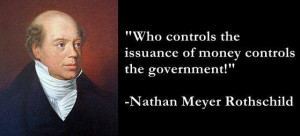 "Who controls the
issuance of money controls
the government!"
-Nathan Meyer Rothschild